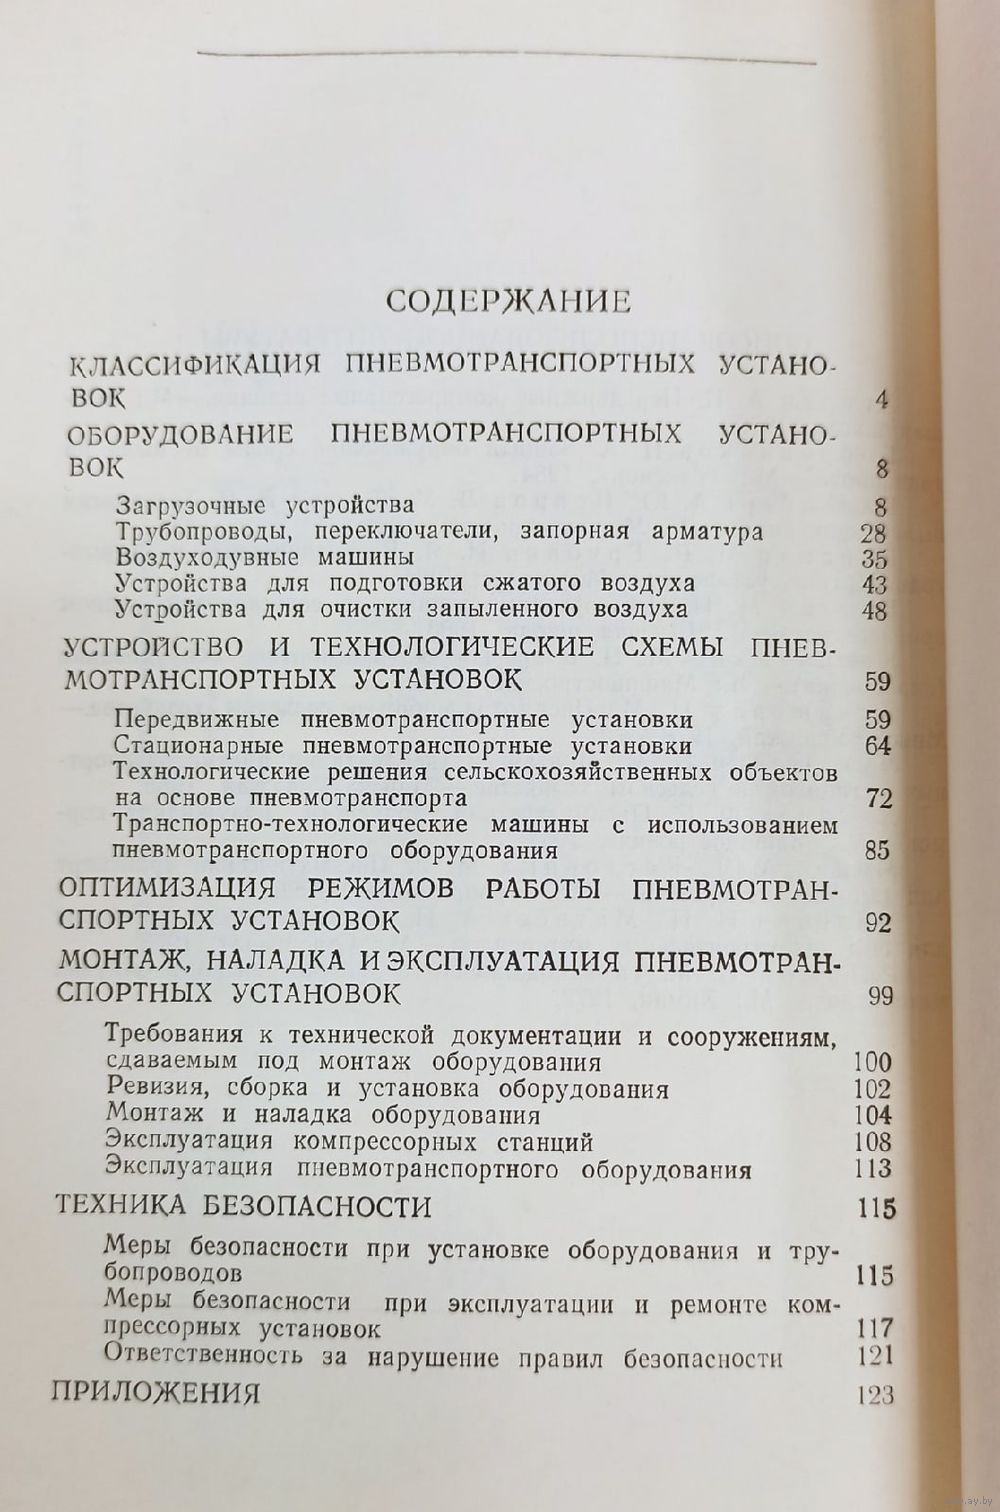 СОДЕРЖАНИЕ
КЛАССИФИКАЦИЯ ПНЕВМОТРАНСПОРТНЫХ УСТАНО-
ВОК 4
ОБОРУДОВАНИЕ ПНЕВМОТРАНСПОРТНЫХ УСТАНО-
ВОК 8
Загрузочные устройства 8
Трубопроводы, переключатели, запорная арматура 28
Воздуходувные машины 35
Устройства для подготовки сжатого воздуха 43
Устройства для очистки запыленного воздуха 48
УСТРОЙСТВО И ТЕХНОЛОГИЧЕСКИЕ СХЕМЫ ПНЕВ-
МОТРАНСПОРТНЫХ УСТАНОВОК 59
Передвижные пневмотранспортные установки 59
Стационарные пневмотранспортные установки 64
Технологические решения сельскохозяйственных объектов
на основе пневмотранспорта 72
Транспортно-технологические машины с использованием
пневмотранспортного оборудования 85
ОПТИМИЗАЦИЯ РЕЖИМОВ РАБОТЫ ПНЕВМОТРАН-
СПОРТНЫХ УСТАНОВОК 92
МОНТАЖ, НАЛАДКА И ЭКСПЛУАТАЦИЯ ПНЕВМОТРАН-
СПОРТНЫХ УСТАНОВОК 99
Требования к технической документации и сооружениям,
сдаваемым под монтаж оборудования 100
Ревизия, сборка и установка оборудования 102
Монтаж и наладка оборудования 104
Эксплуатация компрессорных станций 108
Эксплуатация пневмотранспортного оборудования 113
ТЕХНИКА БЕЗОПАСНОСТИ 115
Меры безопасности при установке оборудования и тру-
бопроводов 115
Меры безопасности при эксплуатации и ремонте ком-
прессорных установок 117
Ответственность за нарушение правил безопасности 121
ПРИЛОЖЕНИЯ 123